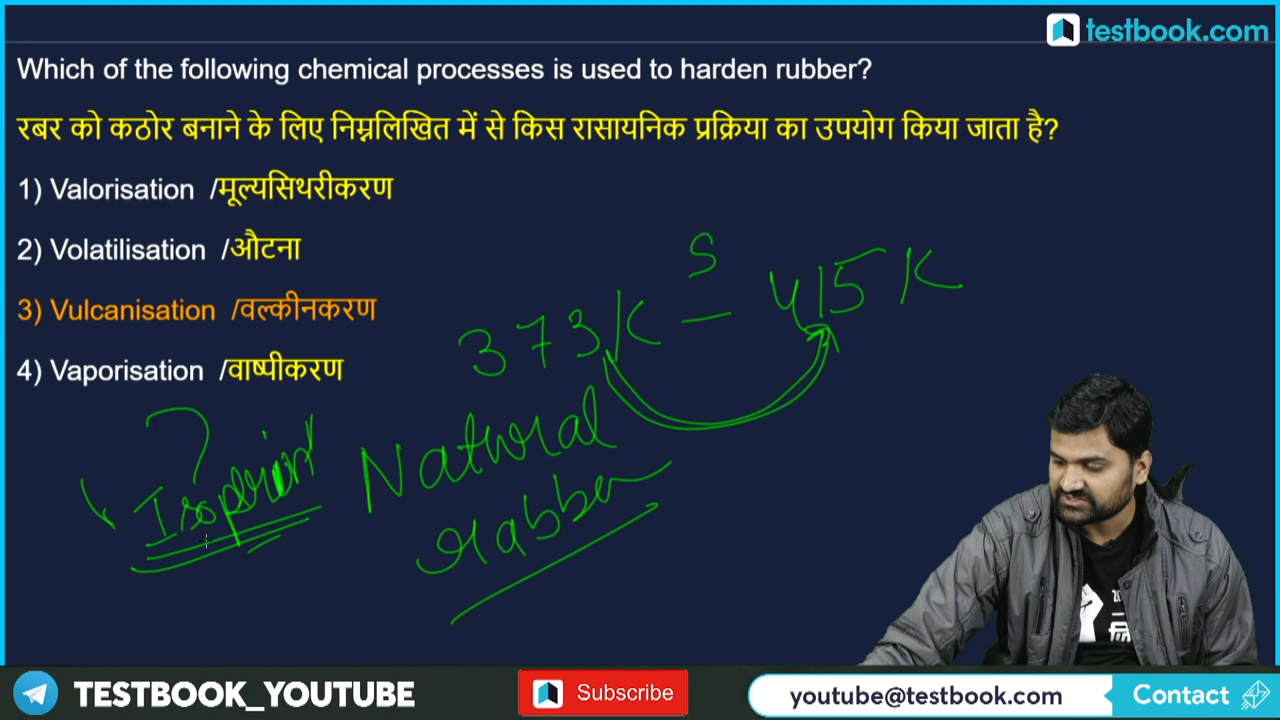 testbook.com
Which of the following chemical processes is used to harden rubber?
रबर को कठोर बनाने के लिए निम्नलिखित में से किस रासायनिक प्रक्रिया का उपयोग किया जाता है?
1) Valorisation /मूल्यसिथरीकरण
2) Volatilisation /औटना
3) Vulcanisation /वल्कीनकरण
4) Vaporisation /वाष्पीकरण
S
373K - 415K
?
Natural
rabber
TESTBOOK_YOUTUBE
Subscribe
youtube@testbook.com
Contact